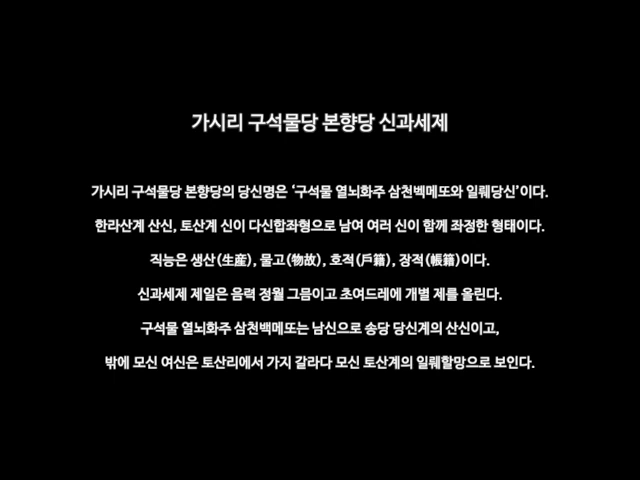 가시리 구석물당 본향당 신과세제
가시리 구석물당 본향당의 당신명은 ‘구석물 열뇌화주 삼천벡메또와 일뤠당신’이다.
한라산계 산신, 토산계 신이 다신합좌형으로 남여 여러 신이 함께 좌정한 형태이다.
직능은 생산(生産), 물고(物故), 호적(戶籍), 장적(帳籍)이다.
신과세제 제일은 음력 정월 그믐이고 초여드레에 개별 제를 올린다.
구석물 열뇌화주 삼천백메또는 남신으로 송당 당신계의 산신이고,
밖에 모신 여신은 토산리에서 가지 갈라다 모신 토산계의 일뤠할망으로 보인다.